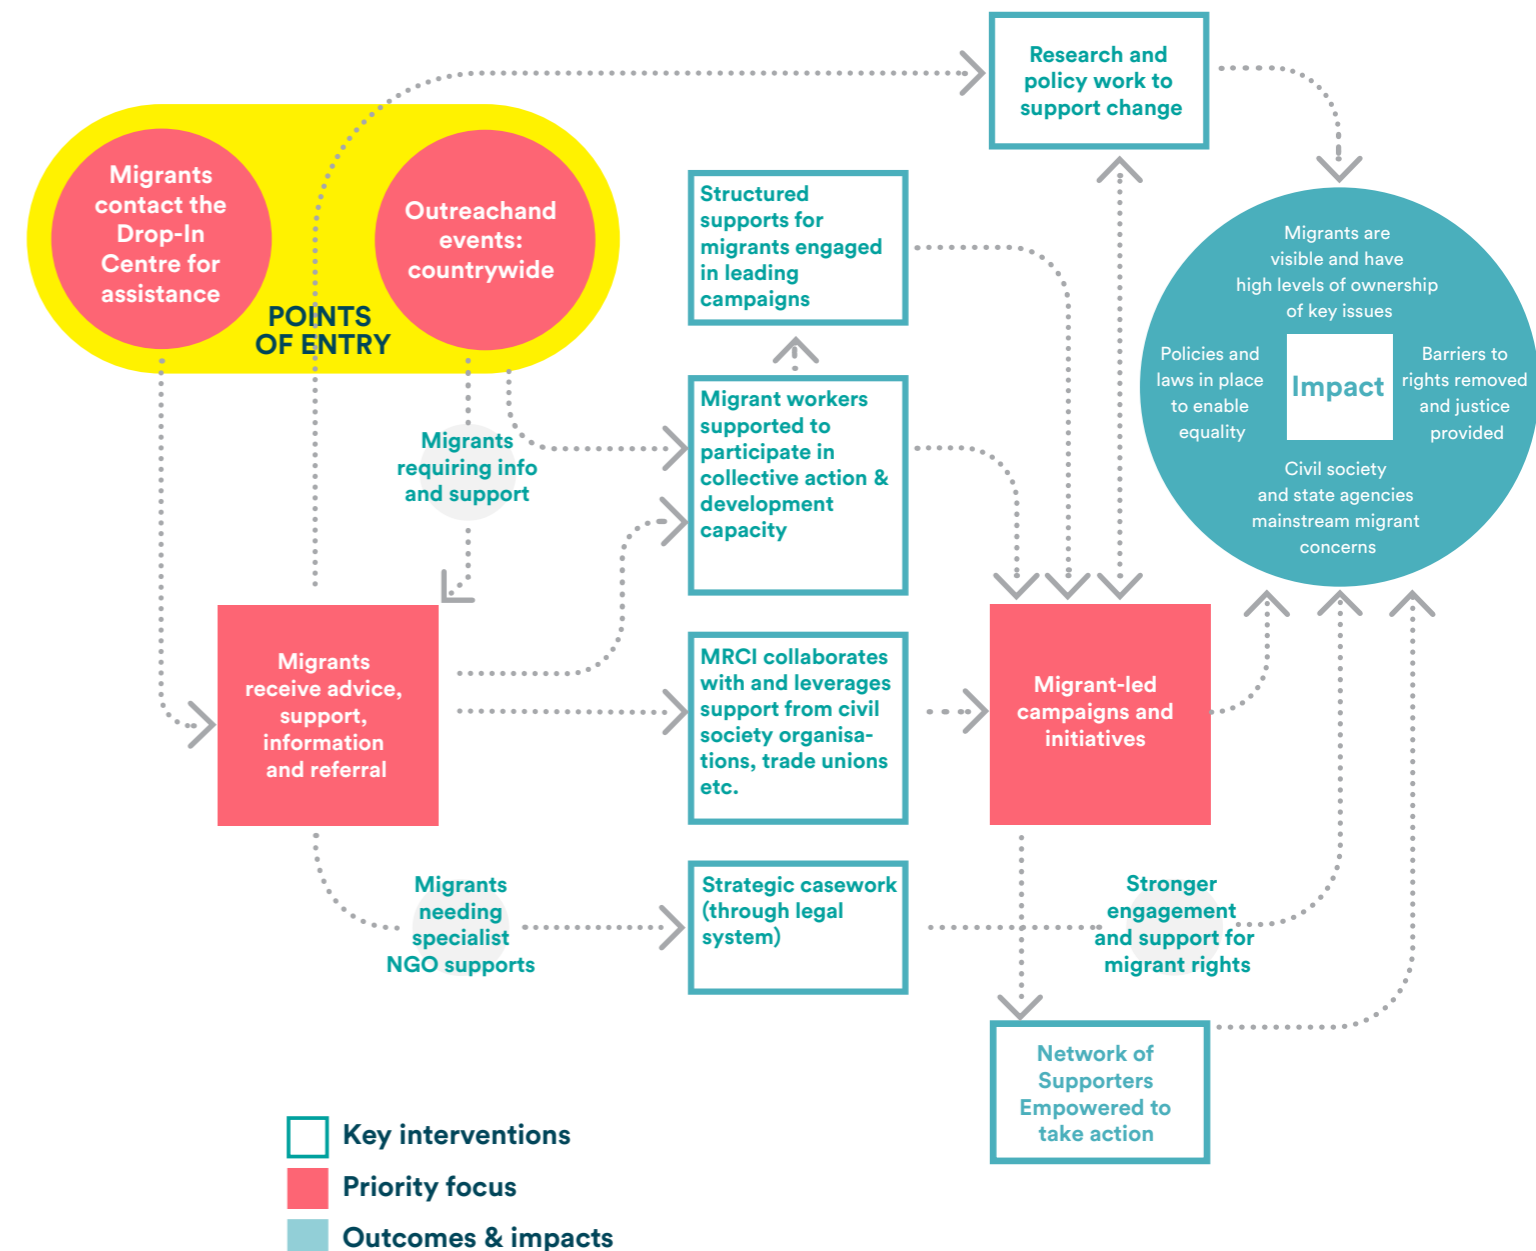 Research and
policy work to
support change
Migrants
contact the
Drop-In
Centre for
assistance
Outreachand
events:
countrywide
POINTS
OF ENTRY
Structured
supports for
migrants engaged
in leading
campaigns
Migrants are
visible and have
high levels of ownership
of key issues
Policies and
laws in place
to enable
equality
Impact
Barriers to
rights removed
and justice
provided
Civil society
and state agencies
mainstream migrant
concerns
Migrants
requiring info
and support
Migrant workers
supported to
participate in
collective action &
development
capacity
Migrants
receive advice,
support,
information
and referral
MRCI collaborates
with and leverages
support from civil
society organisa-
tions, trade unions
etc.
Migrant-led
campaigns and
initiatives
Migrants
needing
specialist
NGO supports
Strategic casework
(through legal
system)
Stronger
engagement
and support for
migrant rights
Network of
Supporters
Empowered to
take action
Key interventions
Priority focus
Outcomes & impacts